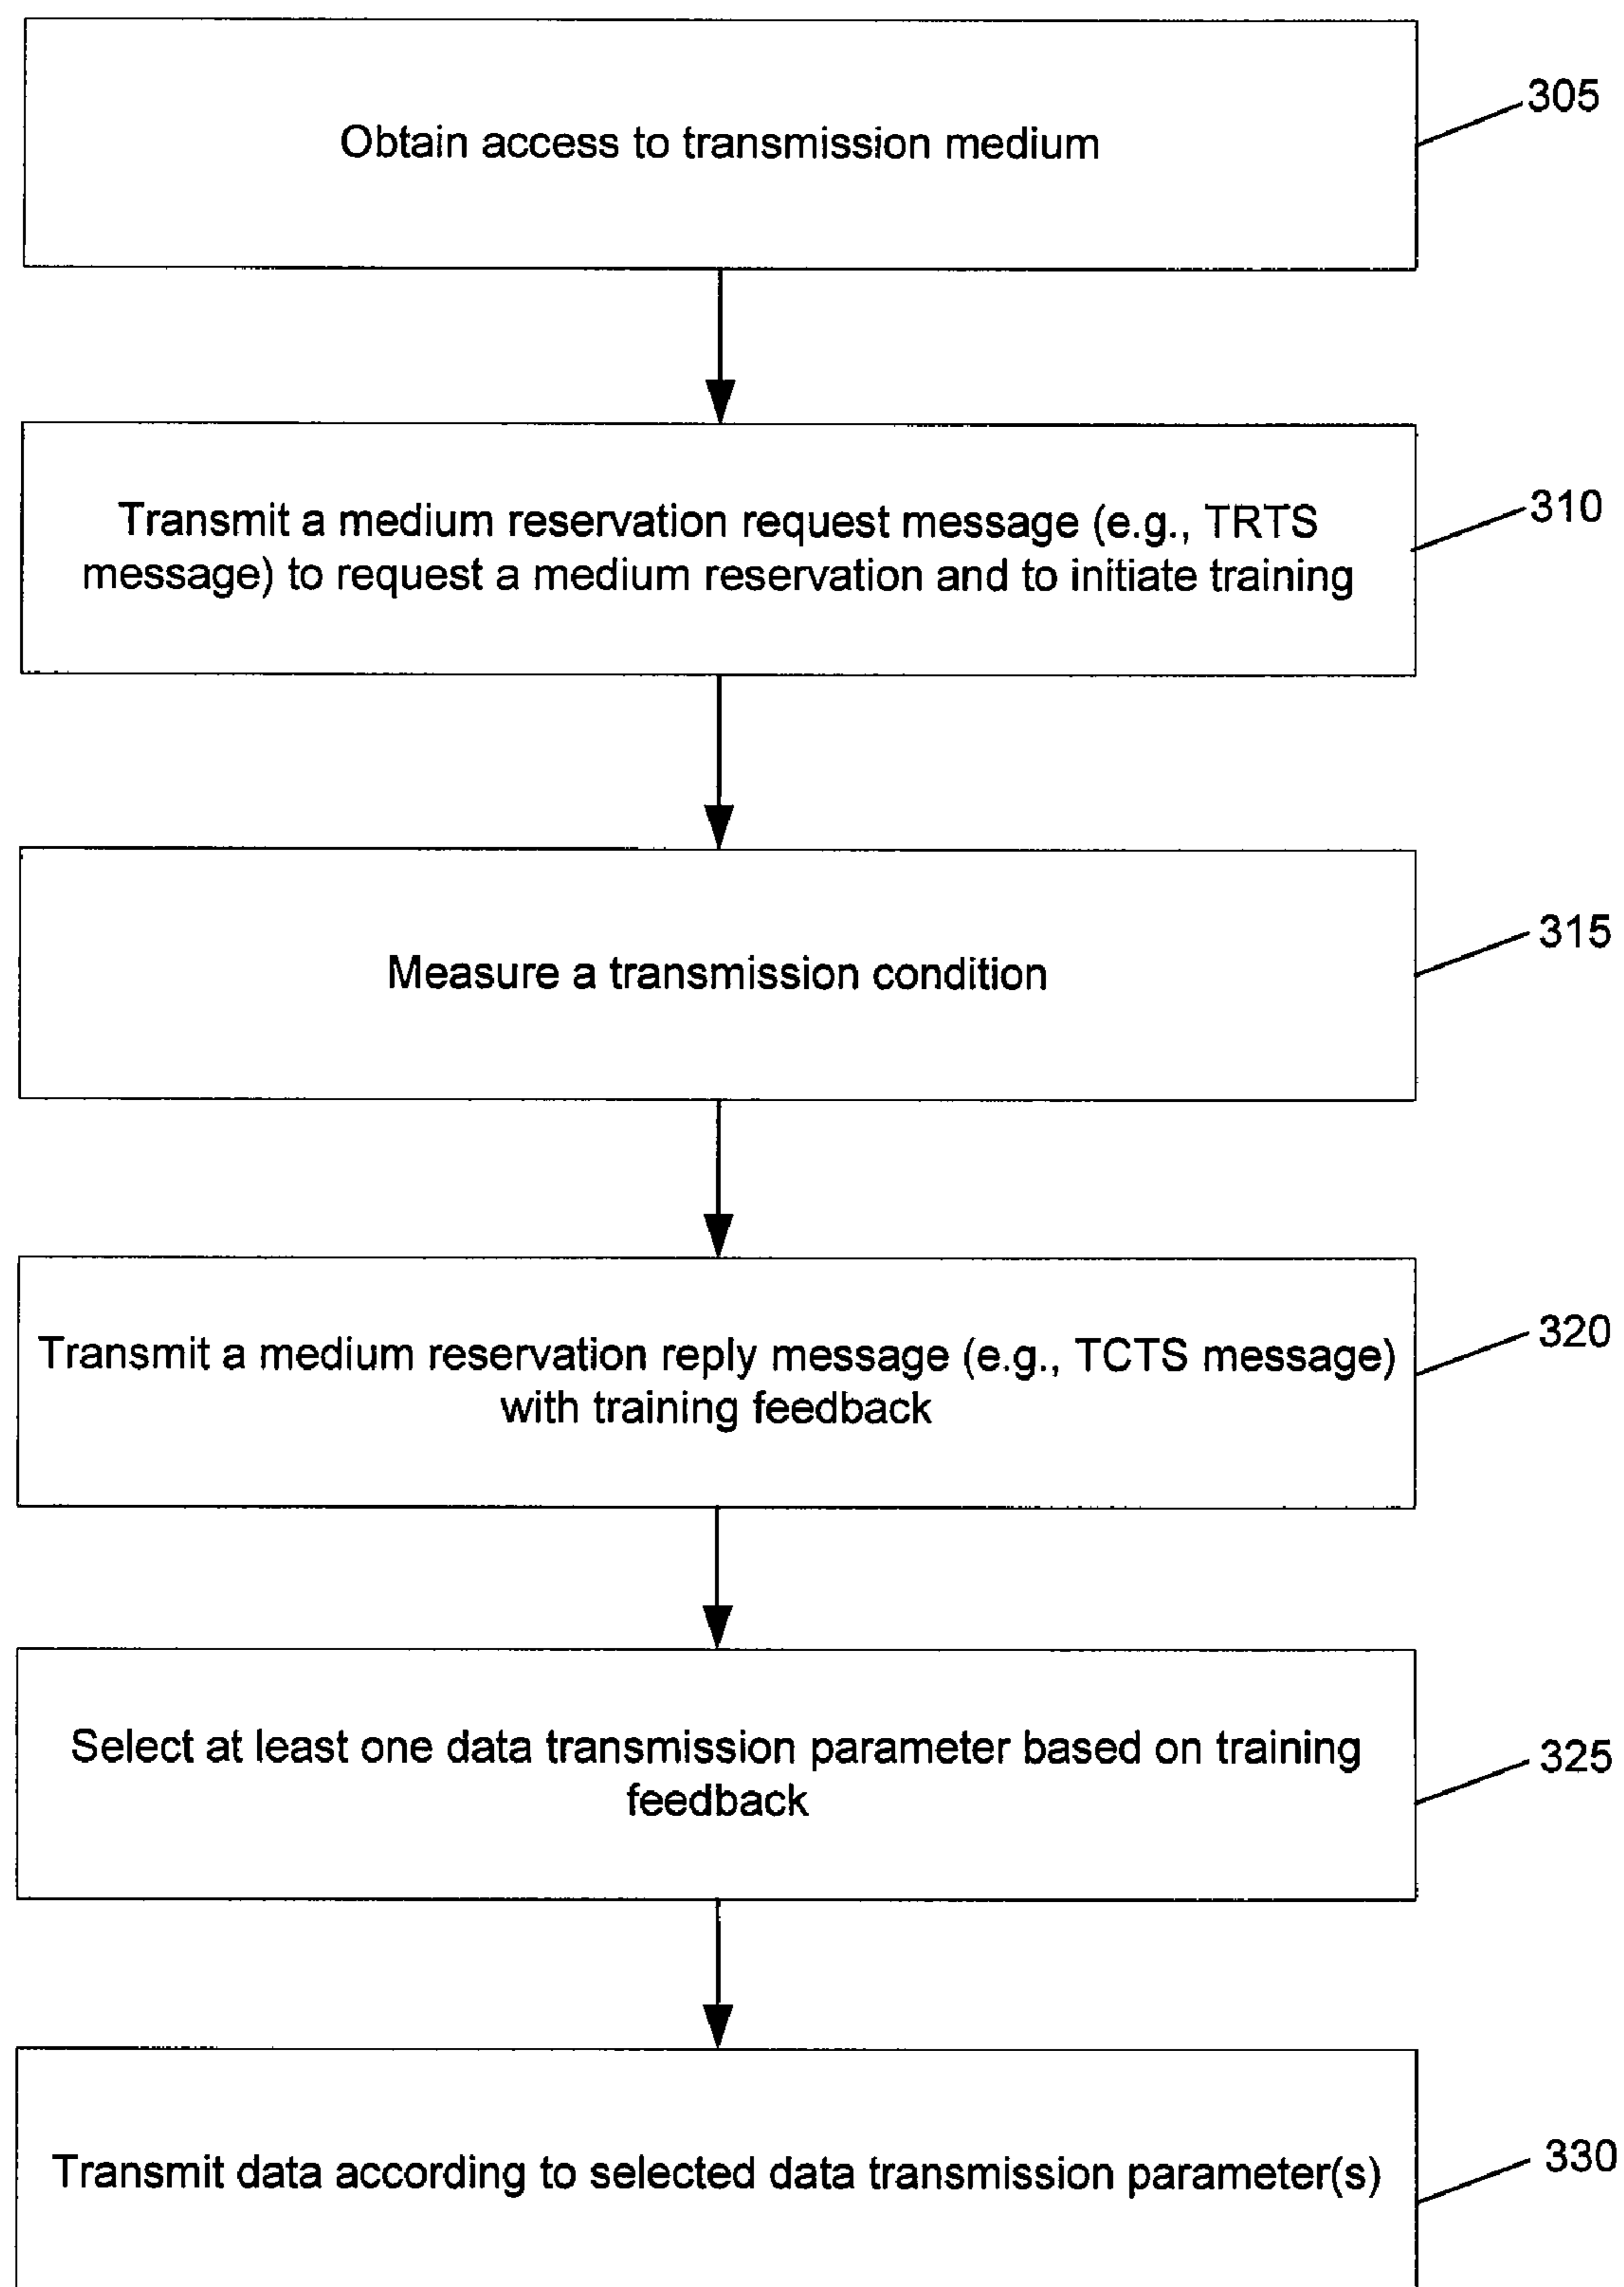 305
Obtain access to transmission medium
310
Transmit a medium reservation request message (e.g., TRTS
message) to request a medium reservation and to initiate training
315
Measure a transmission condition
320
Transmit a medium reservation reply message (e.g., TCTS message)
with training feedback
325
Select at least one data transmission parameter based on training
feedback
330
Transmit data according to selected data transmission parameter(s)